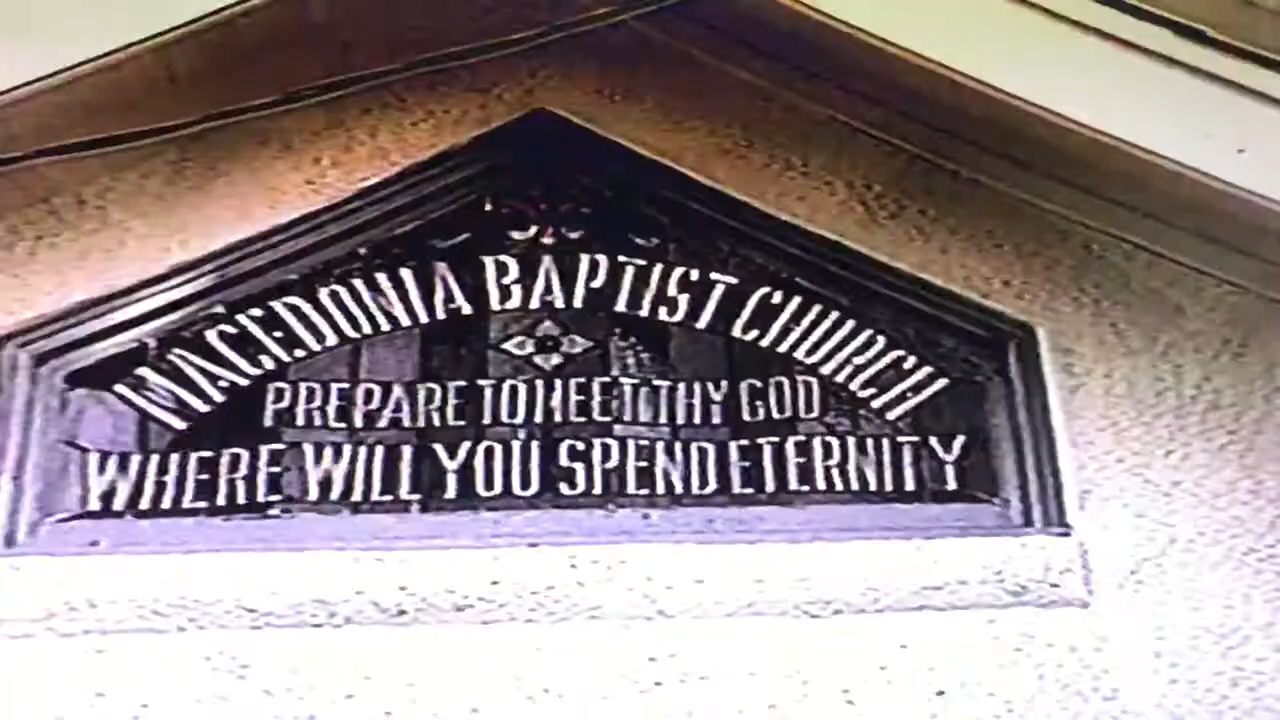 MACEDONIA BAPTIST CHURCH
PREPARE TO MEET THY GOD
WHERE WILL YOU SPEND ETERNITY